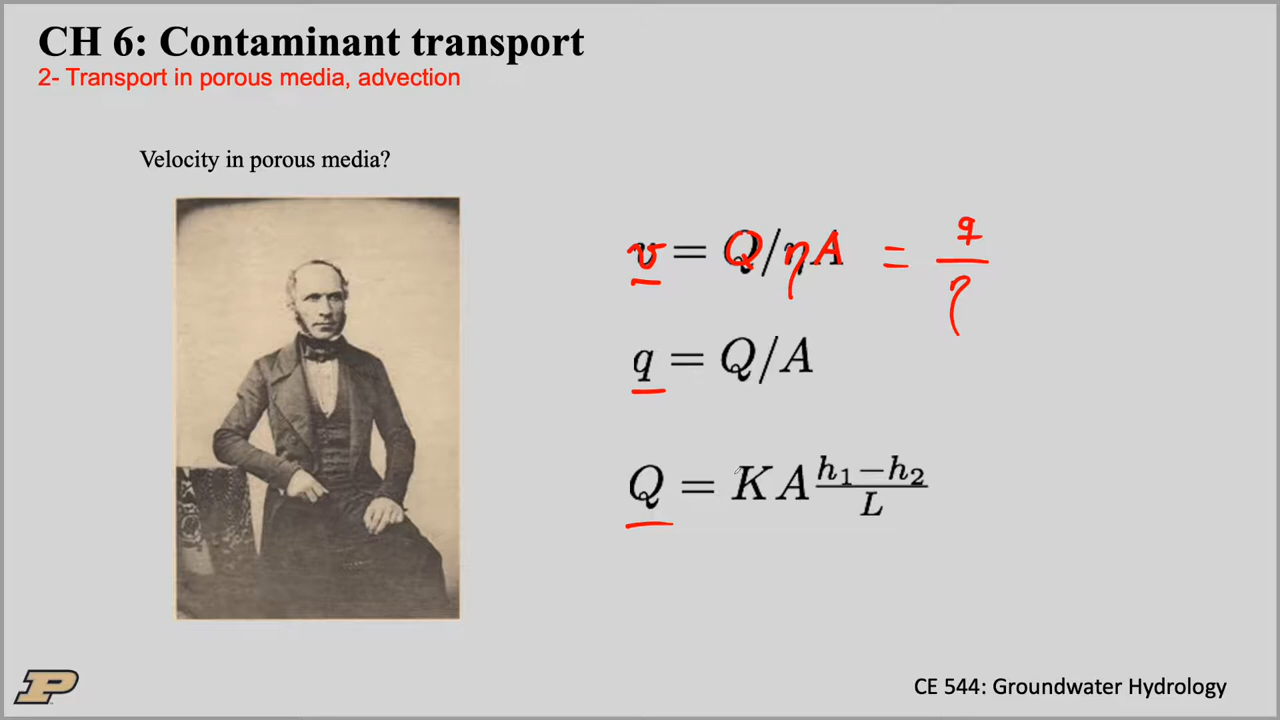 CH 6: Contaminant transport
2- Transport in porous media, advection
Velocity in porous media?
v = Q/ηA = q/η
q = Q/A
Q = KA (h₁−h₂)/L
P
CE 544: Groundwater Hydrology